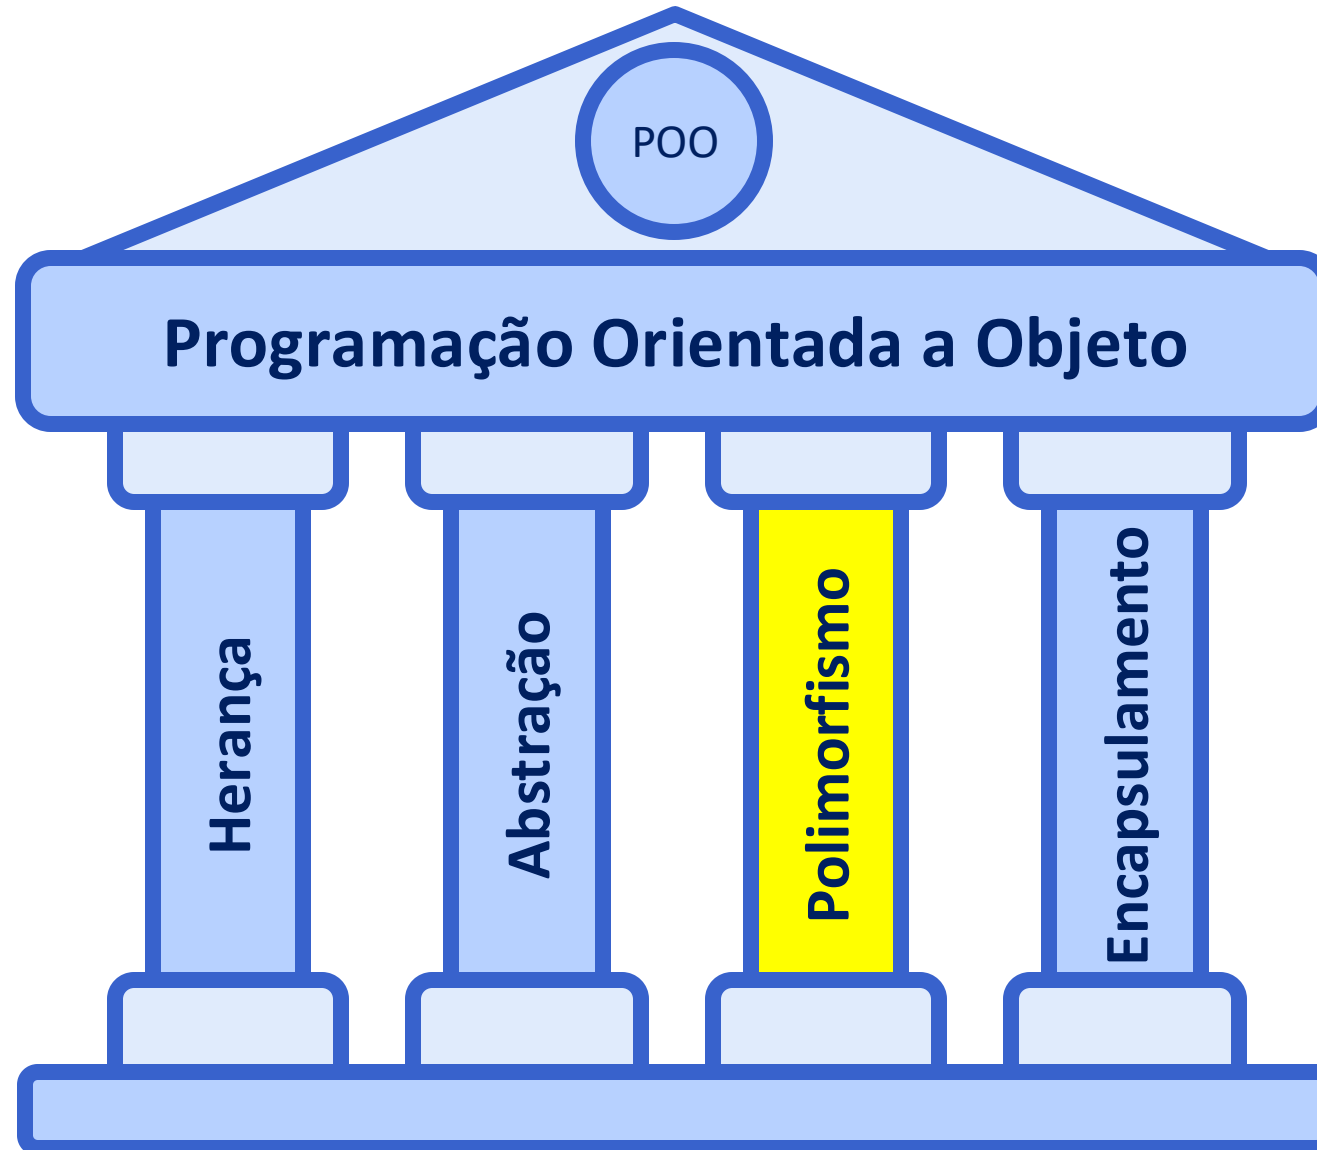 POO
Programação Orientada a Objeto
Herança
Abstração
Polimorfismo
Encapsulamento